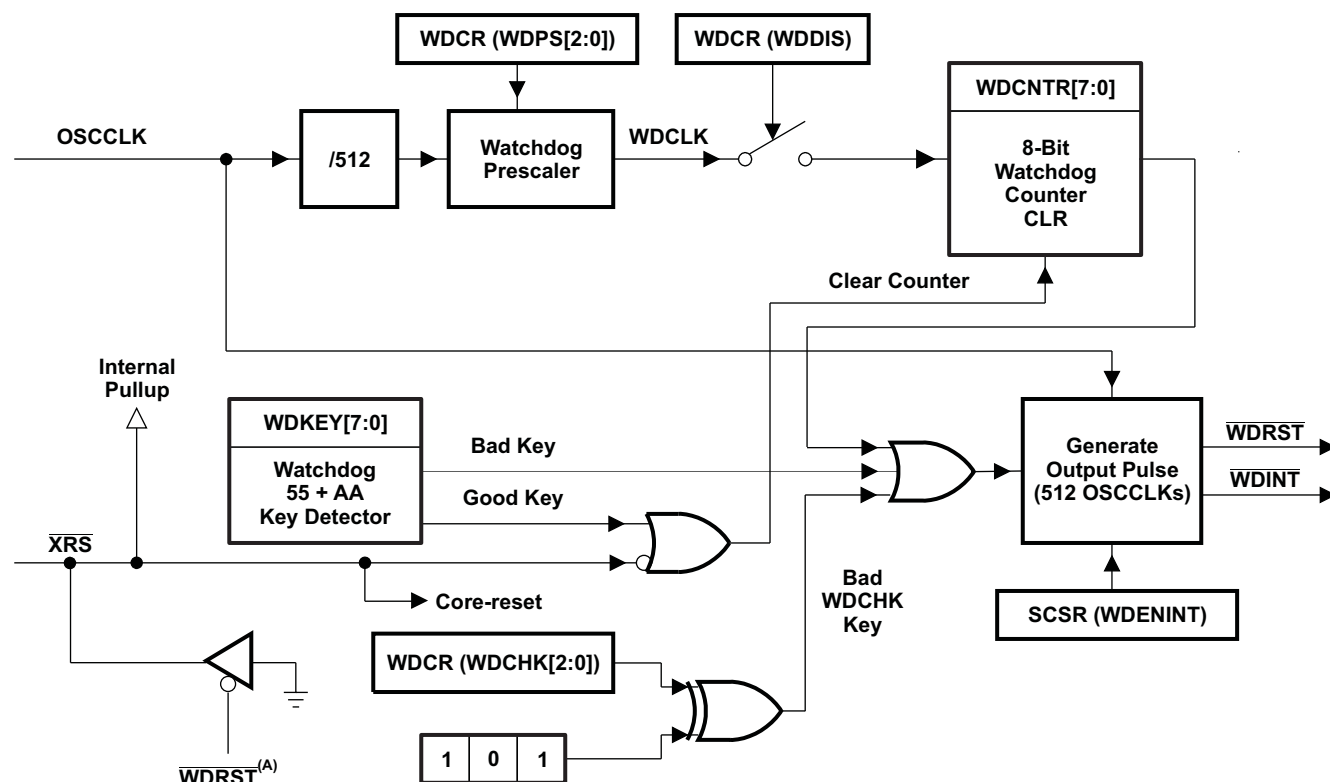 WDCR (WDPS[2:0])
WDCR (WDDIS)
WDCNTR[7:0]
OSCCLK
/512
Watchdog
Prescaler
WDCLK
8-Bit
Watchdog
Counter
CLR
Clear Counter
Internal
Pullup
WDKEY[7:0]
Watchdog
55 + AA
Key Detector
Bad Key
Good Key
Generate
Output Pulse
(512 OSCCLKs)
WDRST
WDINT
XRS
Core-reset
Bad
WDCHK
Key
SCSR (WDENINT)
WDCR (WDCHK[2:0])
1 0 1
WDRST(A)